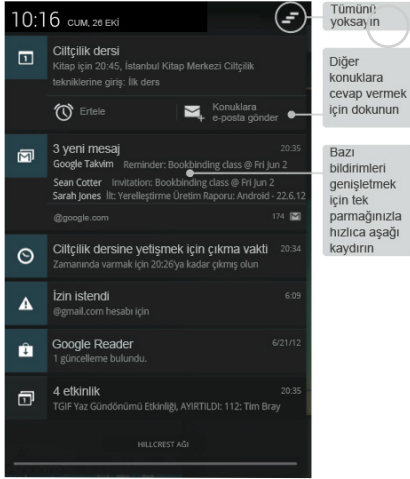 10:16 CUM, 26 EKİ
Tümünü
yoksayın
Ciltçilik dersi
Kitap için 20:45, İstanbul Kitap Merkezi Ciltçilik
tekniklerine giriş: İlk ders
Ertele
Konuklara
e-posta gönder
Diğer
konuklara
cevap vermek
için dokunun
3 yeni mesaj 20:35
Google Takvim Reminder: Bookbinding class @ Fri Jun 2
Sean Cotter Invitation: Bookbinding class @ Fri Jun 2
Sarah Jones İlt: Yerelleştirme Üretim Raporu: Android - 22.6.12
@google.com 174
Bazı
bildirimleri
genişletmek
için tek
parmağınızla
hızlıca aşağı
kaydırın
Ciltçilik dersine yetişmek için çıkma vakti 20:34
Zamanında varmak için 20:26'ya kadar çıkmış olun
İzin istendi 6:09
@gmail.com hesabı için
Google Reader 6/21/12
1 güncelleme bulundu.
4 etkinlik 20:35
TGIF Yaz Gündönümü Etkinliği, AYIRTILDI: 112: Tim Bray
HILLCREST AĞI